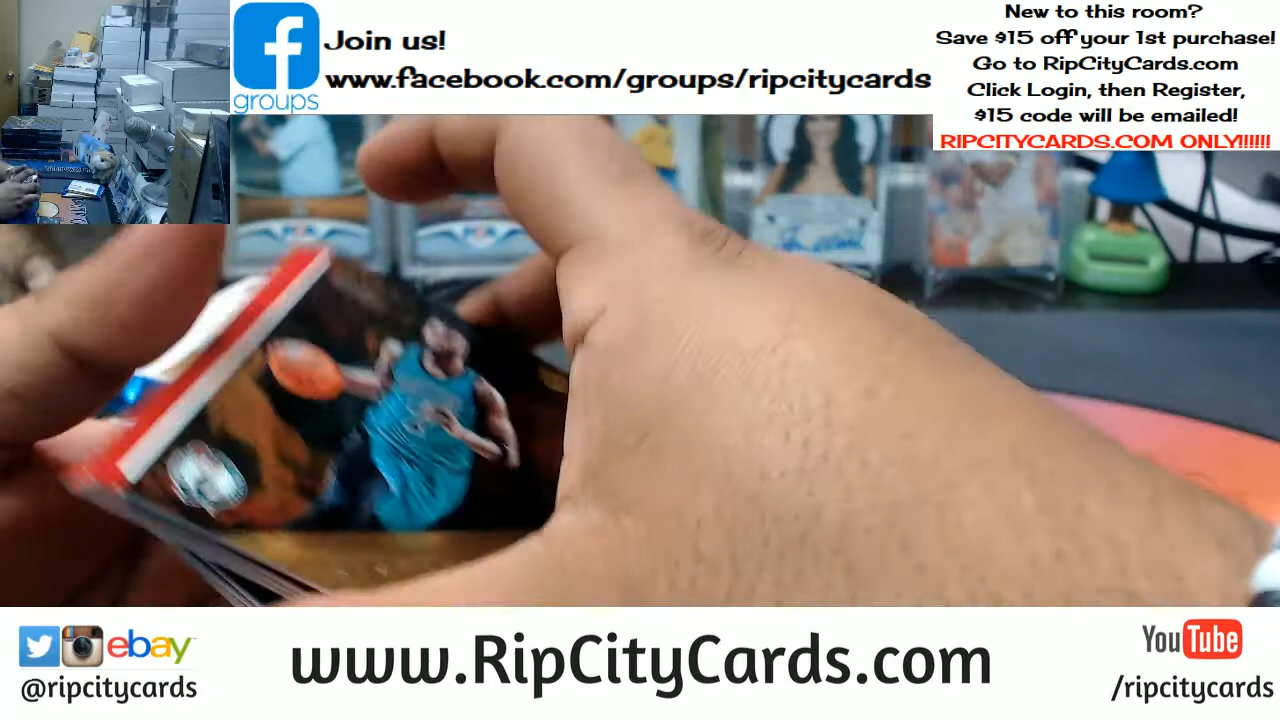 Join us!
www.facebook.com/groups/ripcitycards
groups
New to this room?
Save $15 off your 1st purchase!
Go to RipCityCards.com
Click Login, then Register,
$15 code will be emailed!
RIPCITYCARDS.COM ONLY!!!!!!
ebay
@ripcitycards
www.RipCityCards.com
YouTube
/ripcitycards